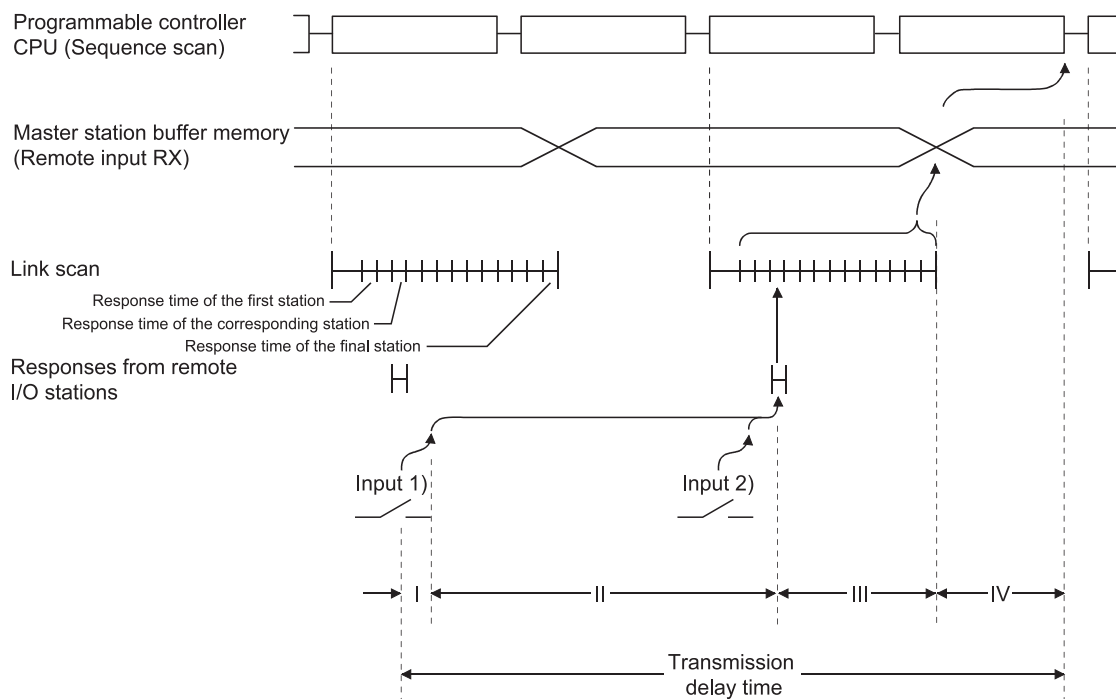 Programmable controller
CPU (Sequence scan)
Master station buffer memory
(Remote input RX)
Link scan
Response time of the first station
Response time of the corresponding station
Response time of the final station
Responses from remote
I/O stations
Input 1)
Input 2)
I
II
III
IV
Transmission
delay time